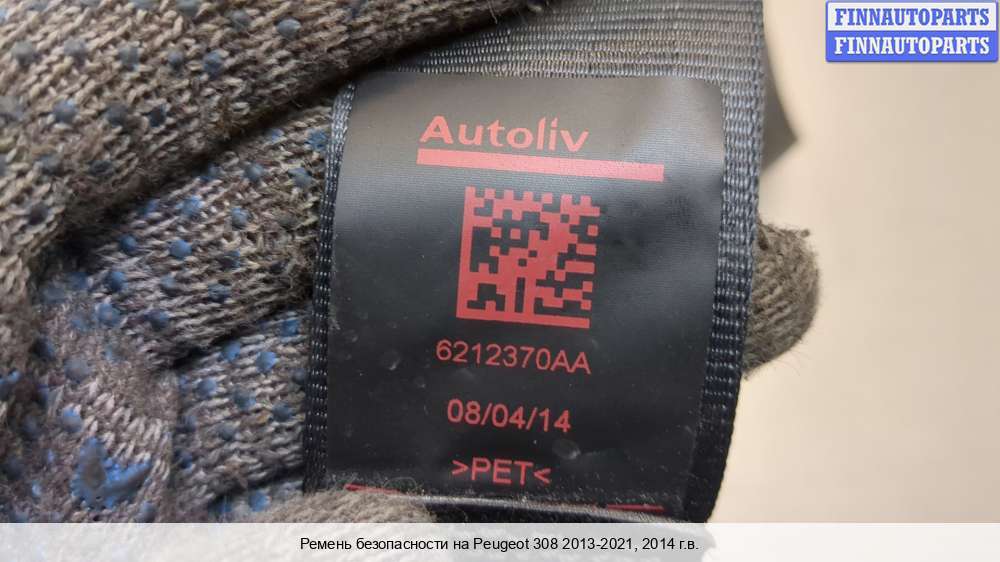 FINNAUTOPARTS
FINNAUTOPARTS
Autoliv
6212370AA
08/04/14
>PET<
Ремень безопасности на Peugeot 308 2013-2021, 2014 г.в.